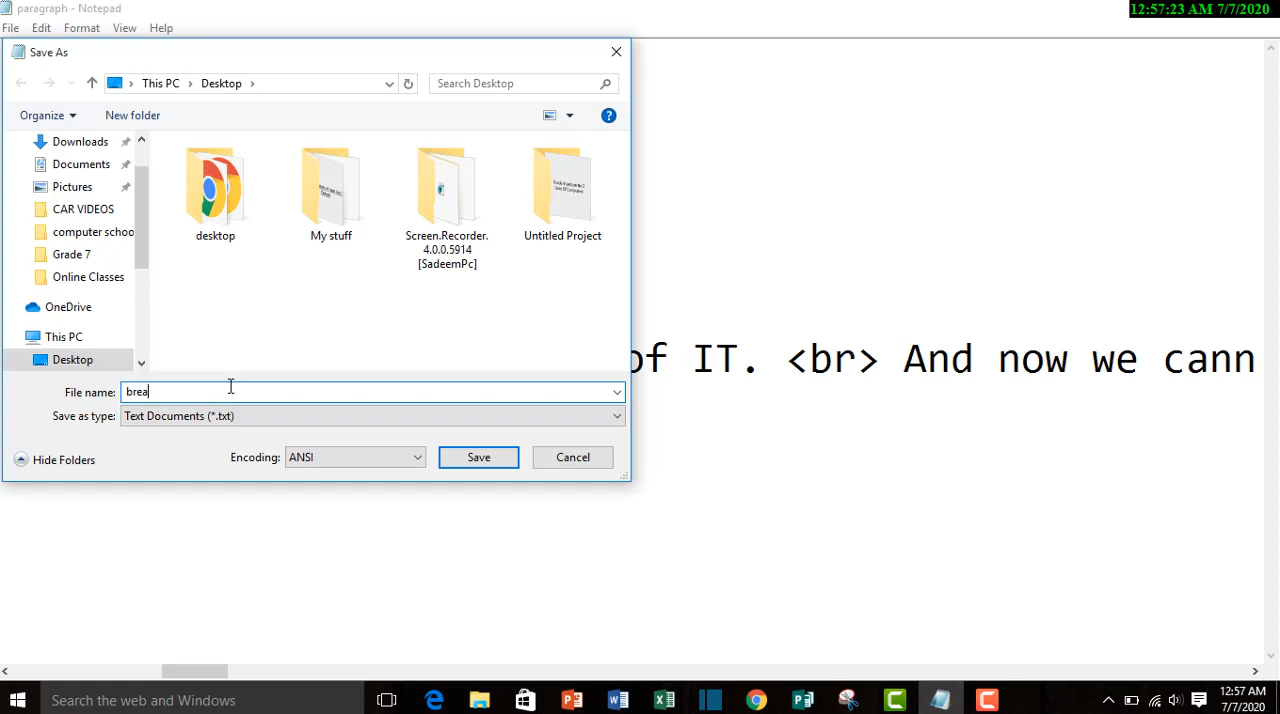 paragraph - Notepad
12:57:23 AM 7/7/2020
File Edit Format View Help
Save As
This PC Desktop
Search Desktop
Organize New folder
Downloads
Documents
Pictures
CAR VIDEOS
computer schoo
Grade 7
Online Classes
OneDrive
This PC
Desktop
desktop
My stuff
Screen.Recorder.
4.0.0.5914
[SadeemPc]
Untitled Project
of IT. <br> And now we cann
File name: brea
Save as type: Text Documents (*.txt)
Hide Folders
Encoding: ANSI
Save
Cancel
Search the web and Windows
12:57 AM
7/7/2020